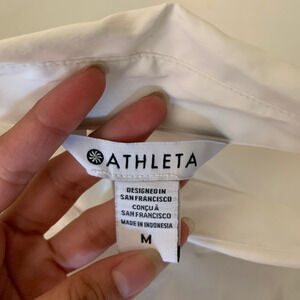 ATHLETA
DESIGNED IN
SAN FRANCISCO
CONÇU À
SAN FRANCISCO
MADE IN INDONESIA
M